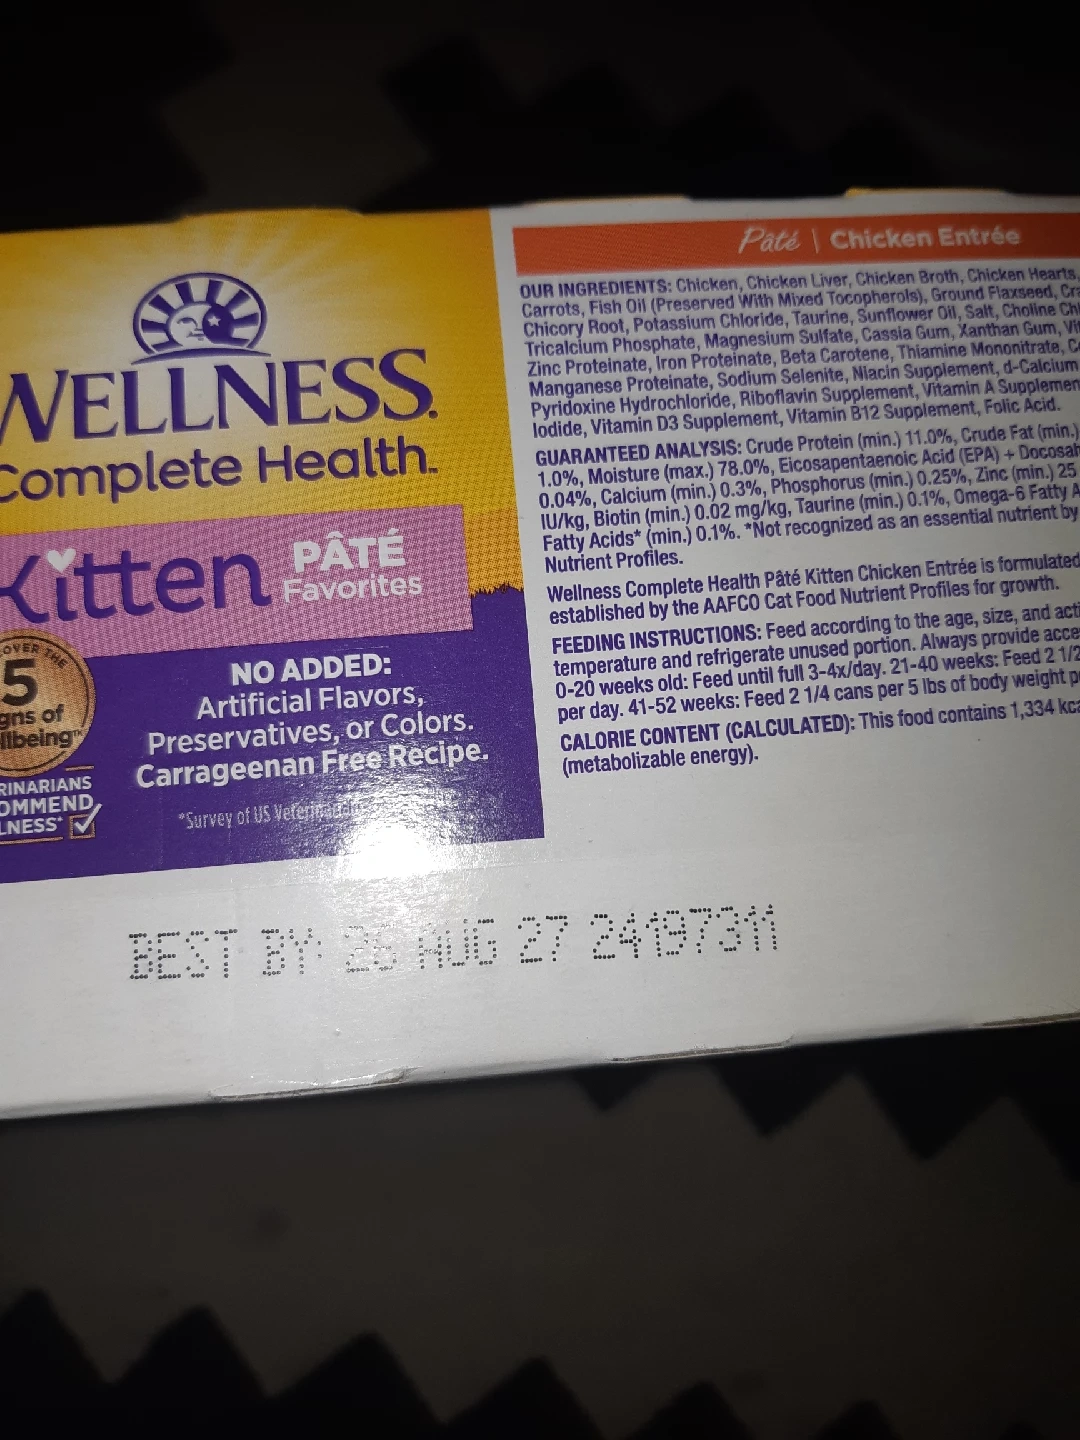 WELLNESS.
Complete Health.
Kitten PÂTÉ
Favorites
OVER THE
5
of
NO ADDED:
Artificial Flavors,
Preservatives, or Colors.
Carrageenan Free Recipe.
*Survey of US
Pâté | Chicken Entrée
OUR INGREDIENTS: Chicken, Chicken Liver, Chicken Broth, Chicken Hearts,
Carrots, Fish Oil (Preserved With Mixed Tocopherols), Ground Flaxseed,
Chicory Root, Potassium Chloride, Taurine, Sunflower Oil, Salt, Choline
Tricalcium Phosphate, Magnesium Sulfate, Cassia Gum, Xanthan Gum,
Zinc Proteinate, Iron Proteinate, Beta Carotene, Thiamine Mononitrate,
Manganese Proteinate, Sodium Selenite, Niacin Supplement, d-Calcium
Pyridoxine Hydrochloride, Riboflavin Supplement, Vitamin A
Iodide, Vitamin D3 Supplement, Vitamin B12 Supplement, Folic Acid.
GUARANTEED ANALYSIS: Crude Protein (min.) 11.0%, Crude Fat (min.)
1.0%, Moisture (max.) 78.0%, Eicosapentaenoic Acid (EPA) +
0.04%, Calcium (min.) 0.3%, Phosphorus (min.) 0.25%, Zinc (min.) 25
IU/kg, Biotin (min.) 0.02 mg/kg, Taurine (min.) 0.1%, Omega-6 Fatty
Fatty Acids* (min.) 0.1%. *Not recognized as an essential nutrient by
Nutrient Profiles.
Wellness Complete Health Pâté Kitten Chicken Entrée is formulated
established by the AAFCO Cat Food Nutrient Profiles for growth.
FEEDING INSTRUCTIONS: Feed according to the age, size, and
temperature and refrigerate unused portion. Always provide
0-20 weeks old: Feed until full 3-4x/day. 21-40 weeks: Feed 2 1/2
per day. 41-52 weeks: Feed 2 1/4 cans per 5 lbs of body weight
CALORIE CONTENT (CALCULATED): This food contains 1,334
(metabolizable energy).
BEST BY 26 AUG 27 24197311